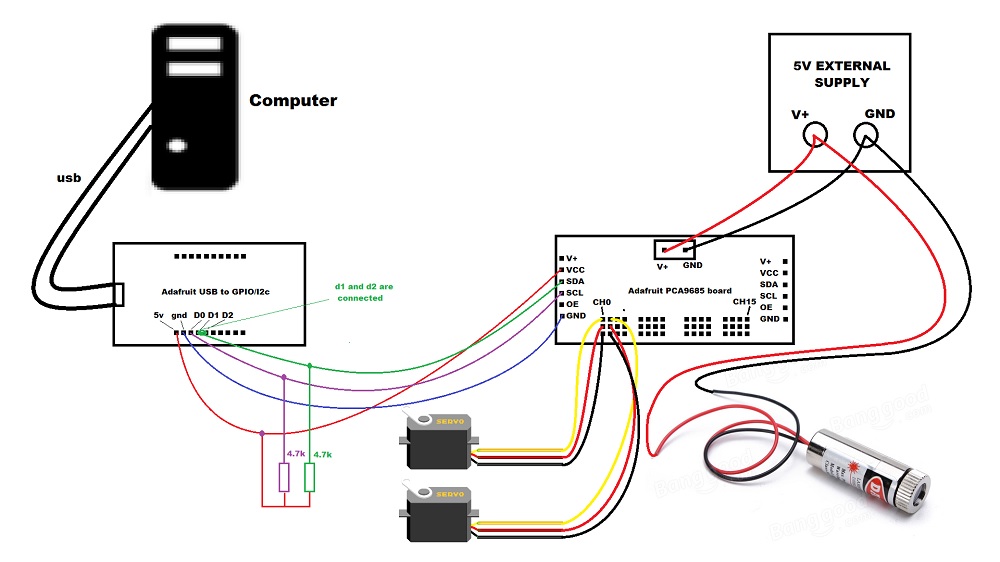 Computer
usb
5V EXTERNAL
SUPPLY
V+ GND
Adafruit USB to GPIO/I2c
5v gnd D0 D1 D2
d1 and d2 are
connected
V+
VCC
SDA
SCL
OE
GND
V+ GND
Adafruit PCA9685 board
CH0
CH15
V+
VCC
SDA
SCL
OE
GND
4.7k 4.7k
SERVO
SERVO
Banggood
Banggood
Banggood